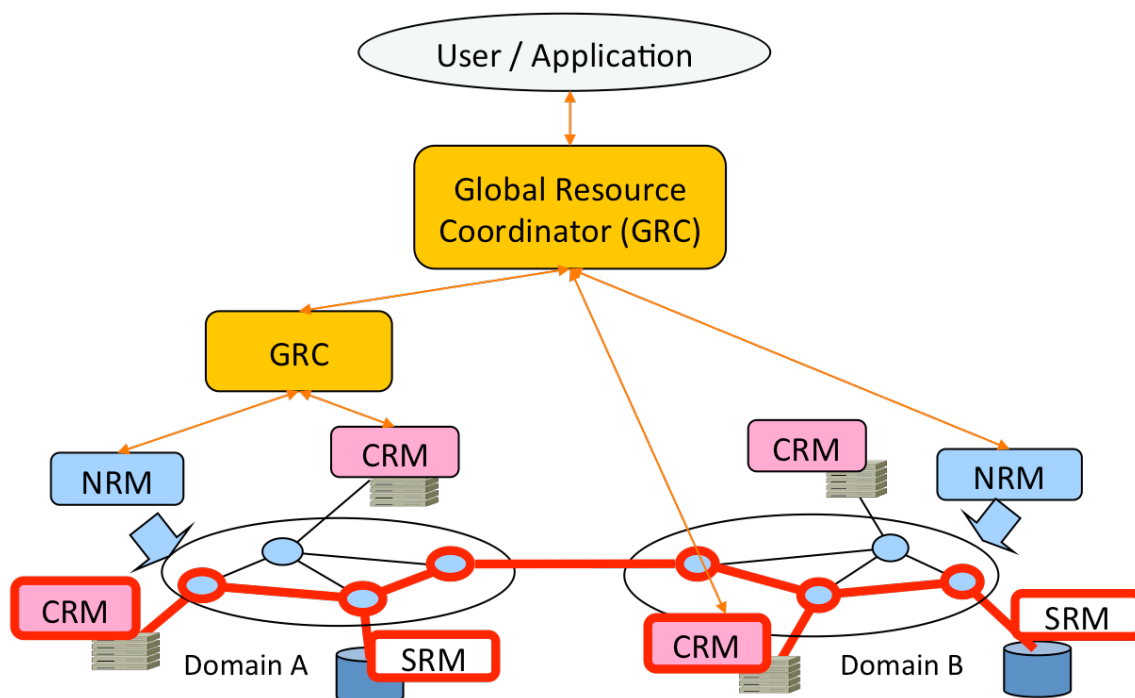 User / Application
Global Resource
Coordinator (GRC)
GRC
CRM
CRM
NRM
NRM
CRM
SRM
CRM
SRM
Domain A
Domain B